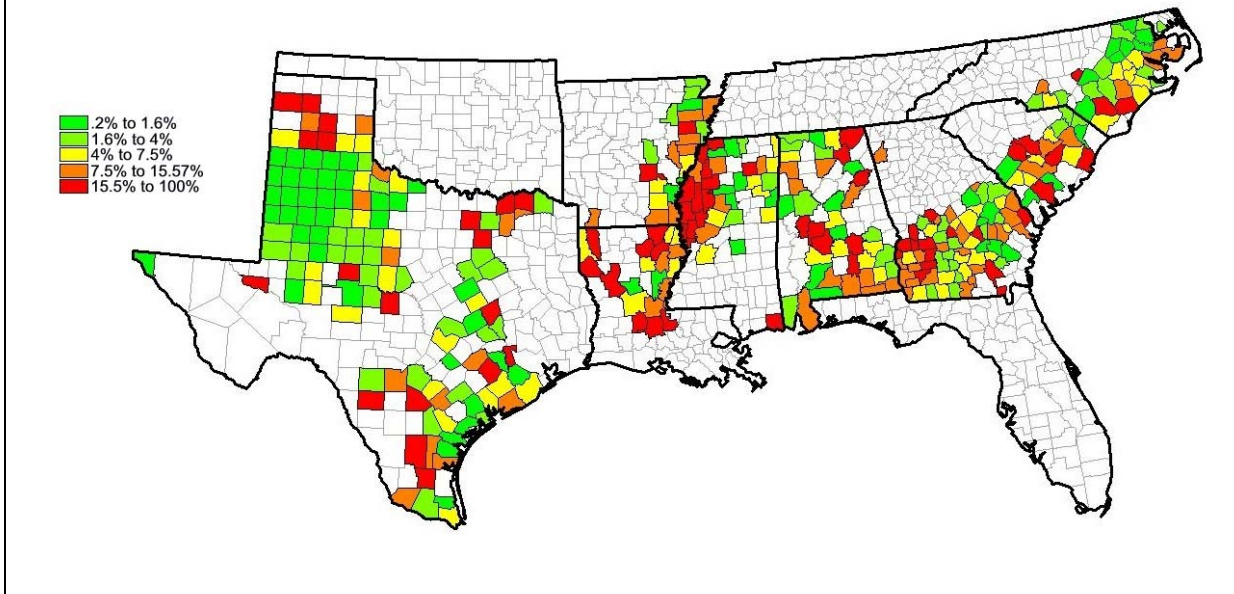 .2% to 1.6%
1.6% to 4%
4% to 7.5%
7.5% to 15.57%
15.5% to 100%